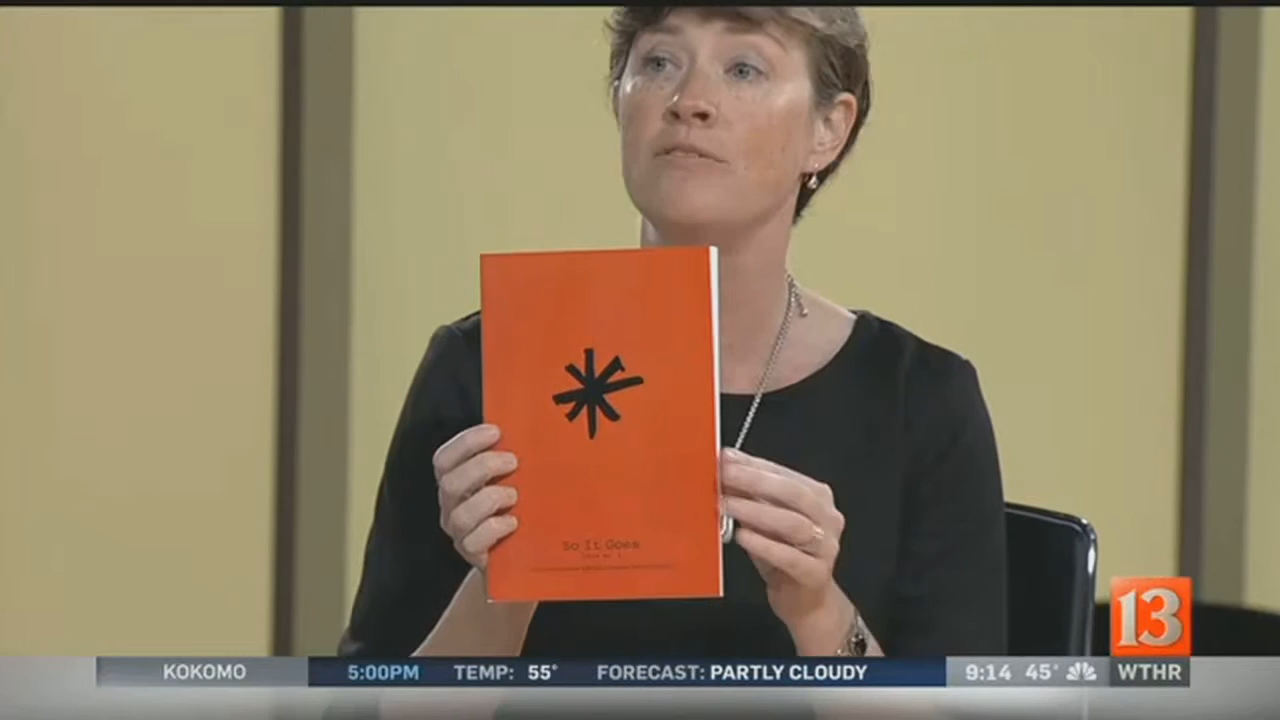 So It Goes
13
KOKOMO 5:00PM TEMP: 55° FORECAST: PARTLY CLOUDY 9:14 45° WTHR